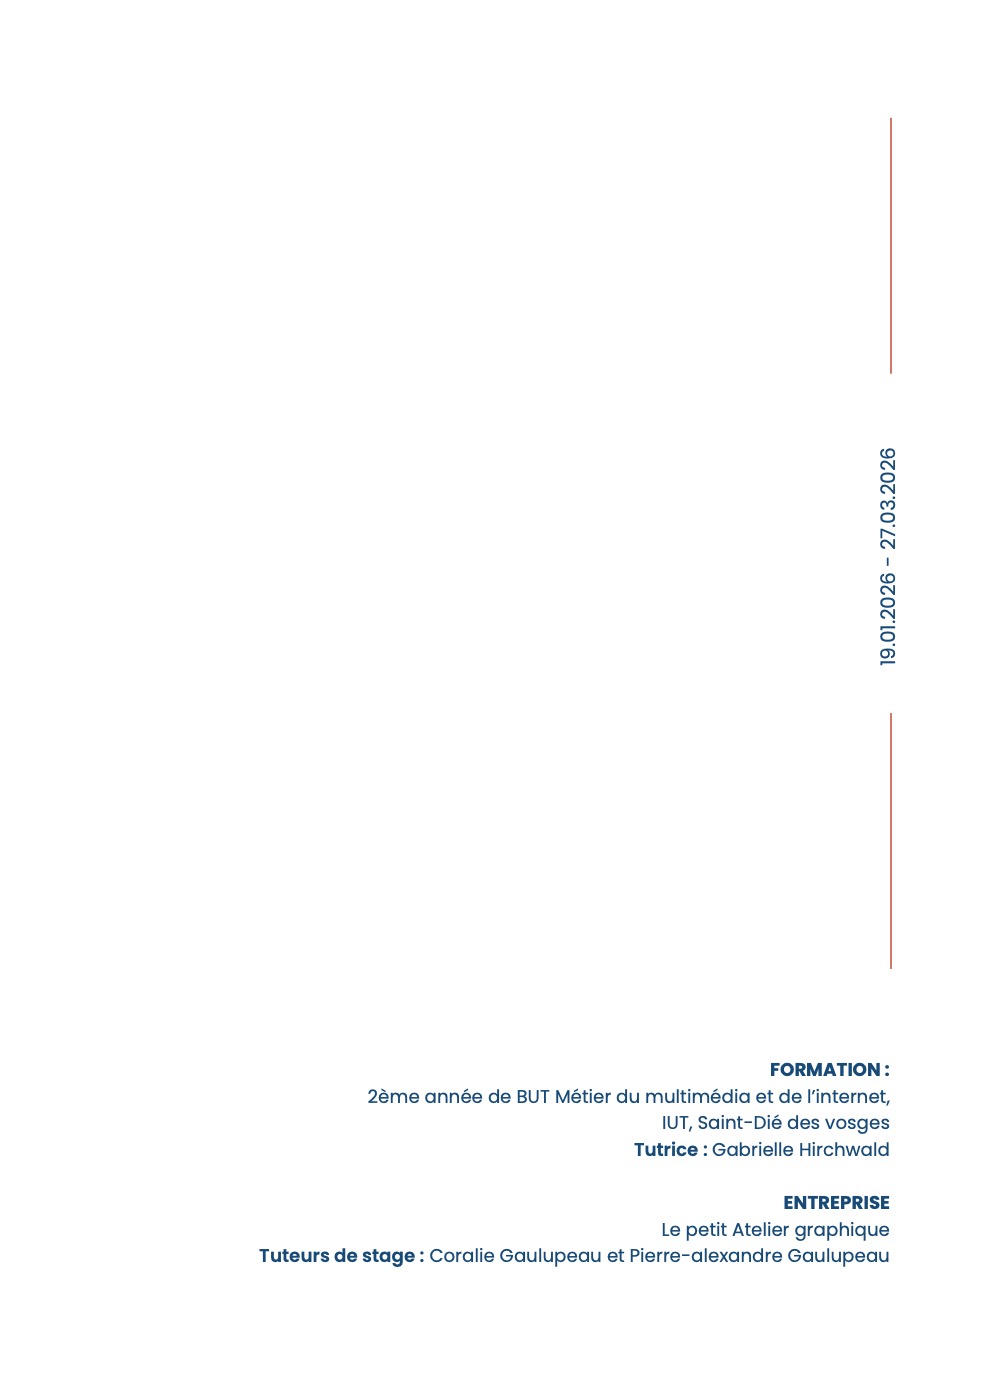 19.01.2026 - 27.03.2026
FORMATION :
2ème année de BUT Métier du multimédia et de l’internet,
IUT, Saint-Dié des vosges
Tutrice : Gabrielle Hirchwald
ENTREPRISE
Le petit Atelier graphique
Tuteurs de stage : Coralie Gaulupeau et Pierre-alexandre Gaulupeau